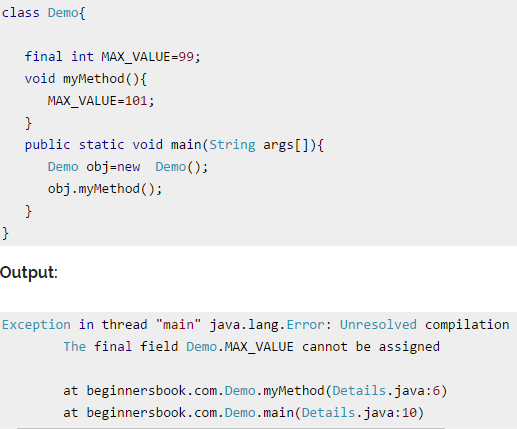 class Demo{
final int MAX_VALUE=99;
void myMethod(){
MAX_VALUE=101;
}
public static void main(String args[]){
Demo obj=new  Demo();
obj.myMethod();
}
}
Output:
Exception in thread "main" java.lang.Error: Unresolved compilation
The final field Demo.MAX_VALUE cannot be assigned
at beginnersbook.com.Demo.myMethod(Details.java:6)
at beginnersbook.com.Demo.main(Details.java:10)